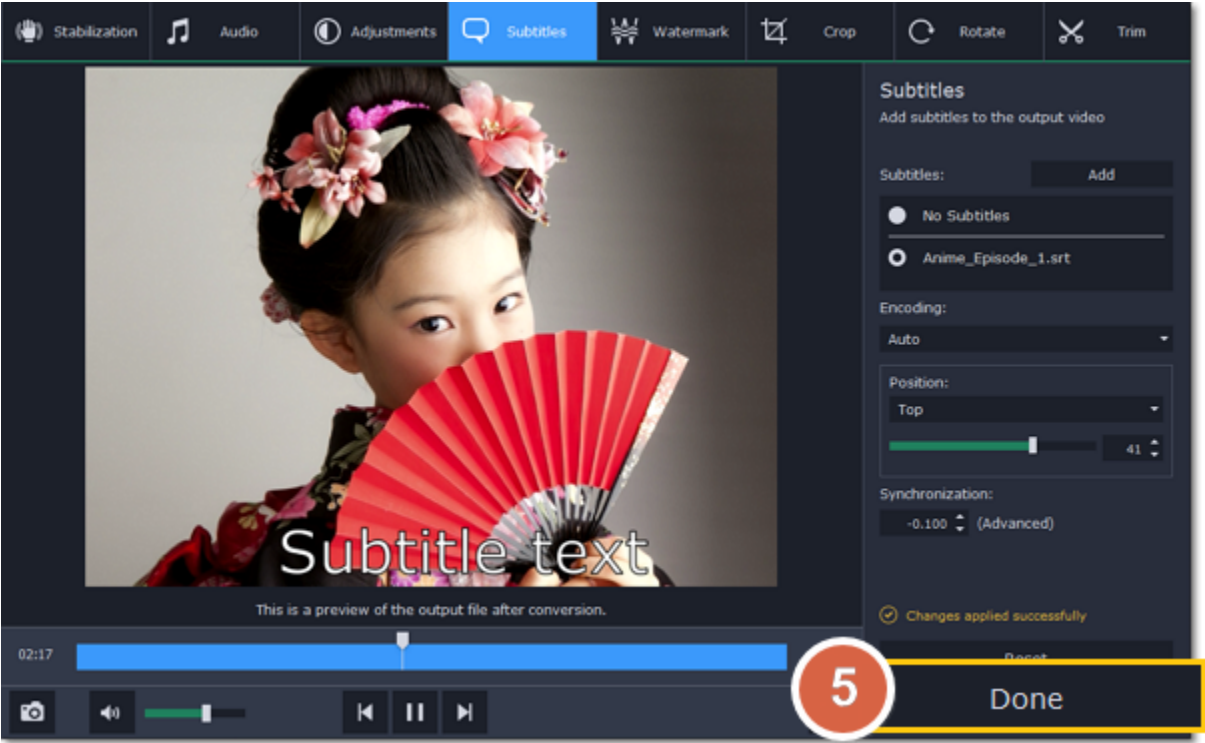 Stabilization
Audio
Adjustments
Subtitles
Watermark
Crop
Rotate
Trim
Subtitles
Add subtitles to the output video
Subtitles:
Add
No Subtitles
Anime_Episode_1.srt
Encoding:
Auto
Position:
Top
41
Synchronization:
-0.100 (Advanced)
Changes applied successfully
Reset
Subtitle text
This is a preview of the output file after conversion.
02:17
5
Done